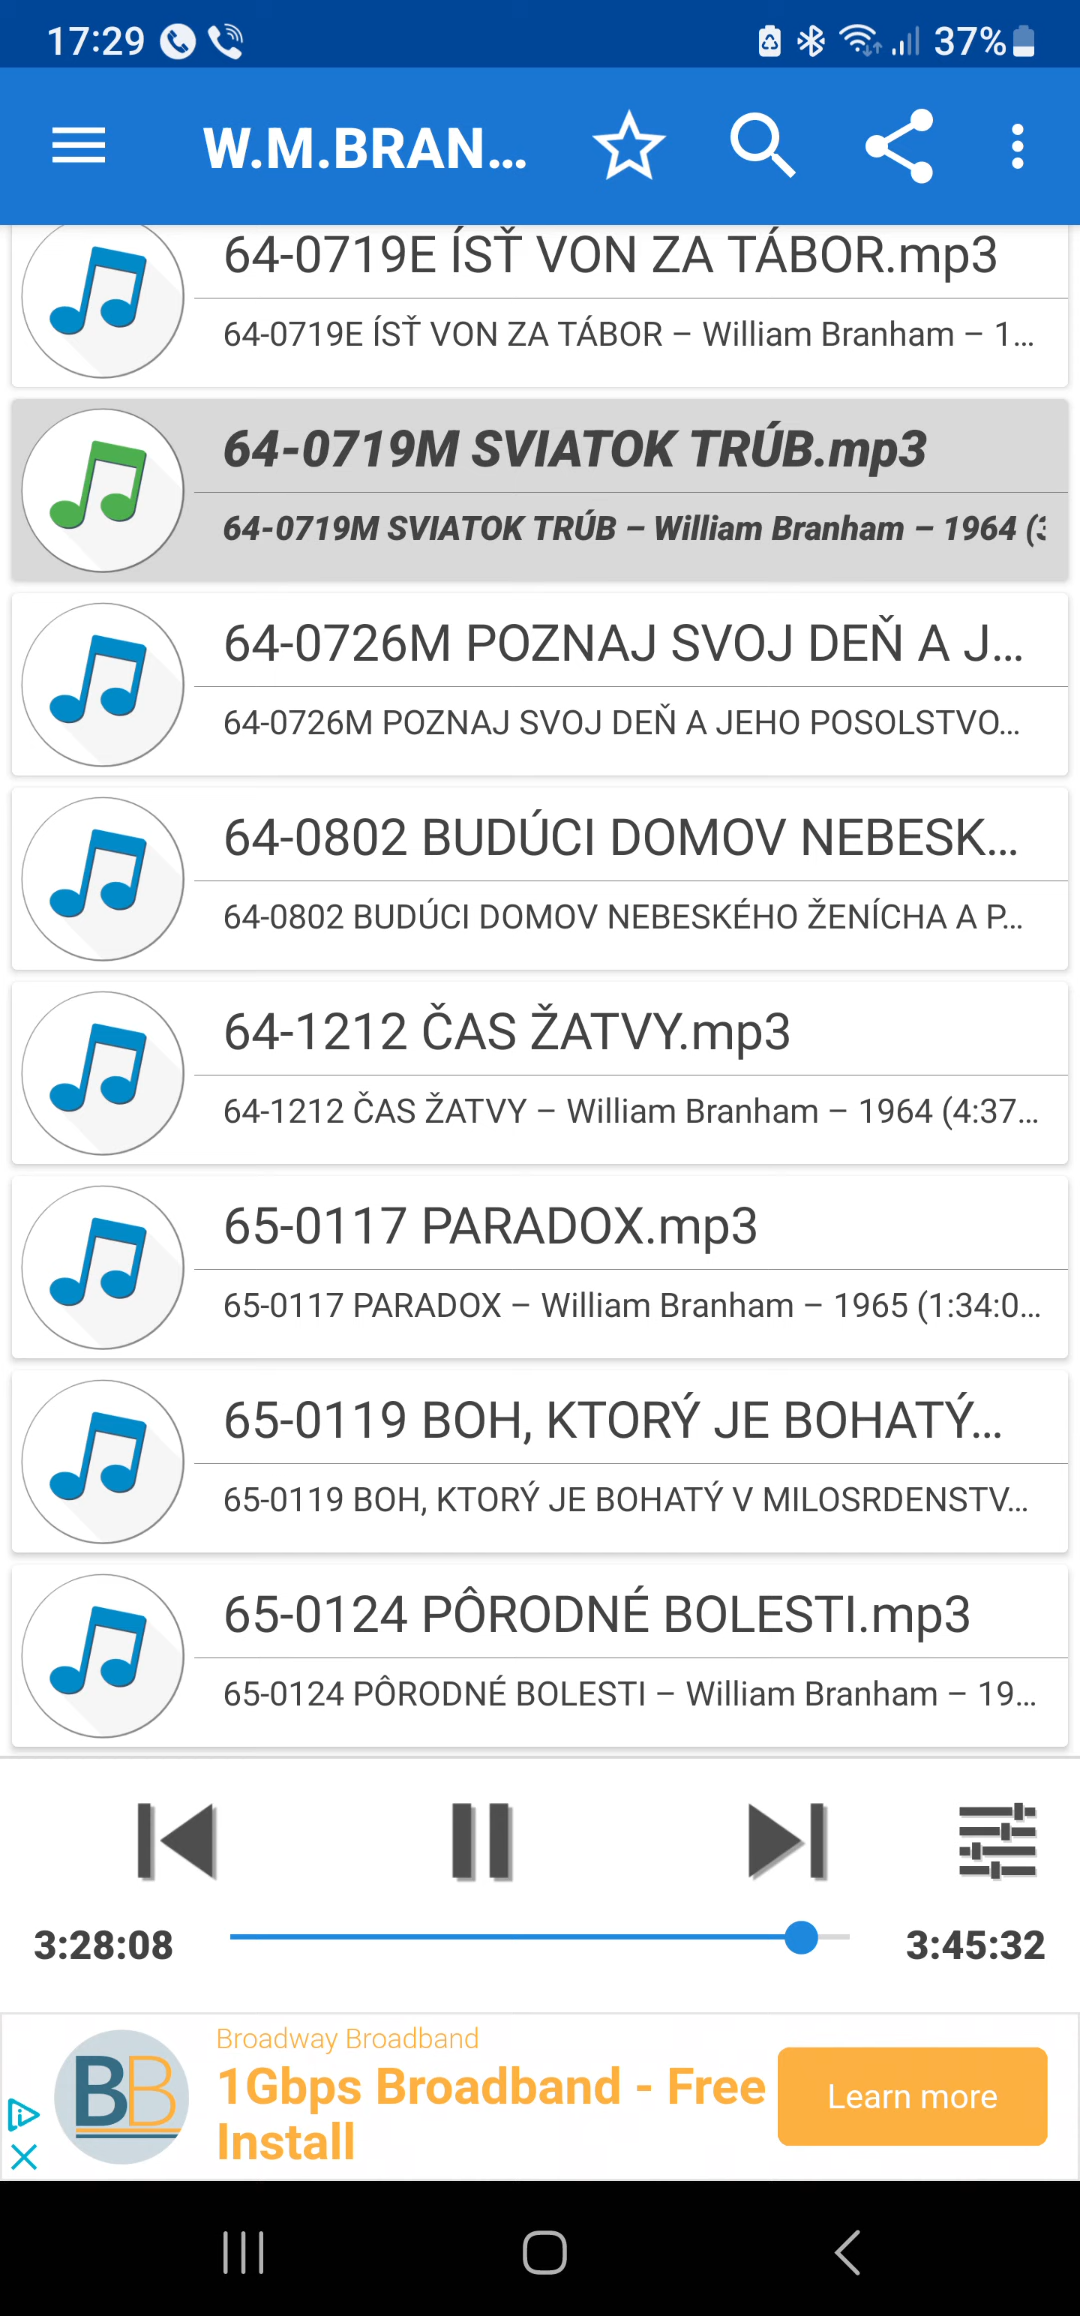 17:29
37%
W.M.BRAN...
64-0719E ÍSŤ VON ZA TÁBOR.mp3
64-0719E ÍSŤ VON ZA TÁBOR – William Branham – 1...
64-0719M SVIATOK TRÚB.mp3
64-0719M SVIATOK TRÚB – William Branham – 1964 (
64-0726M POZNAJ SVOJ DEŇ A J...
64-0726M POZNAJ SVOJ DEŇ A JEHO POSOLSTVO...
64-0802 BUDÚCI DOMOV NEBESK...
64-0802 BUDÚCI DOMOV NEBESKÉHO ŽENÍCHA A P...
64-1212 ČAS ŽATVY.mp3
64-1212 ČAS ŽATVY – William Branham – 1964 (4:37...
65-0117 PARADOX.mp3
65-0117 PARADOX – William Branham – 1965 (1:34:0...
65-0119 BOH, KTORÝ JE BOHATÝ...
65-0119 BOH, KTORÝ JE BOHATÝ V MILOSRDENSTV...
65-0124 PÔRODNÉ BOLESTI.mp3
65-0124 PÔRODNÉ BOLESTI – William Branham – 19...
3:28:08
3:45:32
BB
Broadway Broadband
1Gbps Broadband - Free
Install
Learn more